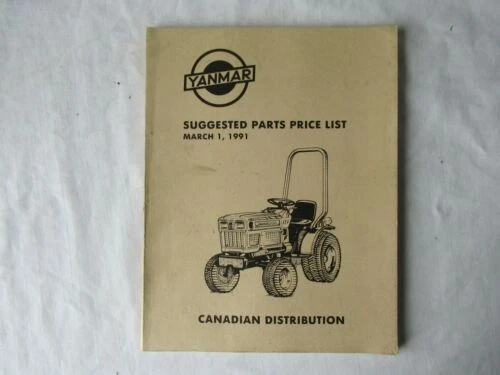 YANMAR
SUGGESTED PARTS PRICE LIST
MARCH 1, 1991
CANADIAN DISTRIBUTION